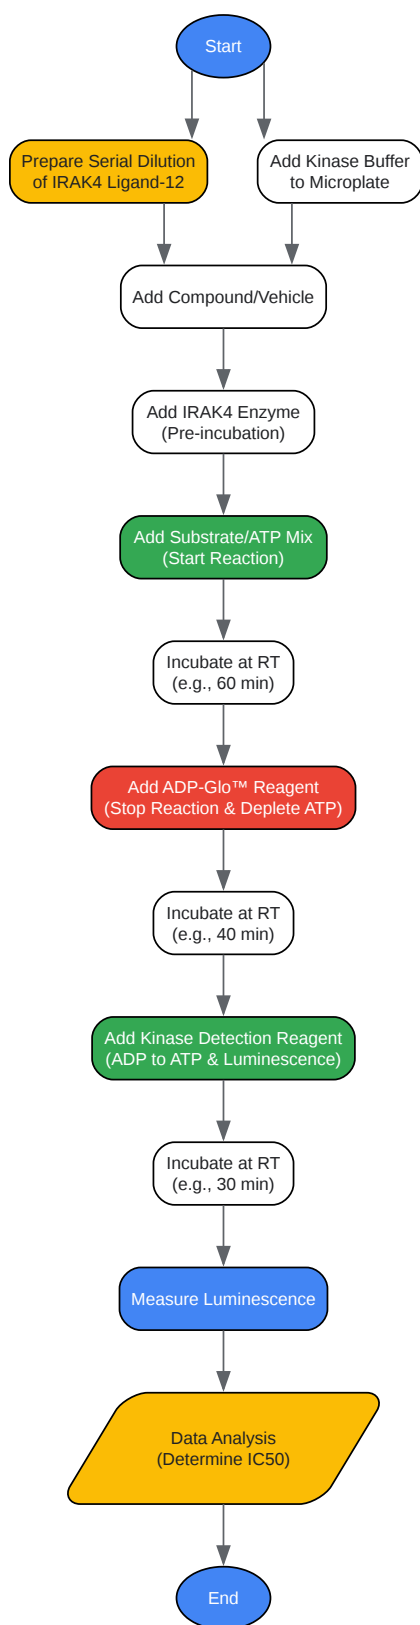 Start
Prepare Serial Dilution
of IRAK4 Ligand-12
Add Kinase Buffer
to Microplate
Add Compound/Vehicle
Add IRAK4 Enzyme
(Pre-incubation)
Add Substrate/ATP Mix
(Start Reaction)
Incubate at RT
(e.g., 60 min)
Add ADP-Glo™ Reagent
(Stop Reaction & Deplete ATP)
Incubate at RT
(e.g., 40 min)
Add Kinase Detection Reagent
(ADP to ATP & Luminescence)
Incubate at RT
(e.g., 30 min)
Measure Luminescence
Data Analysis
(Determine IC50)
End